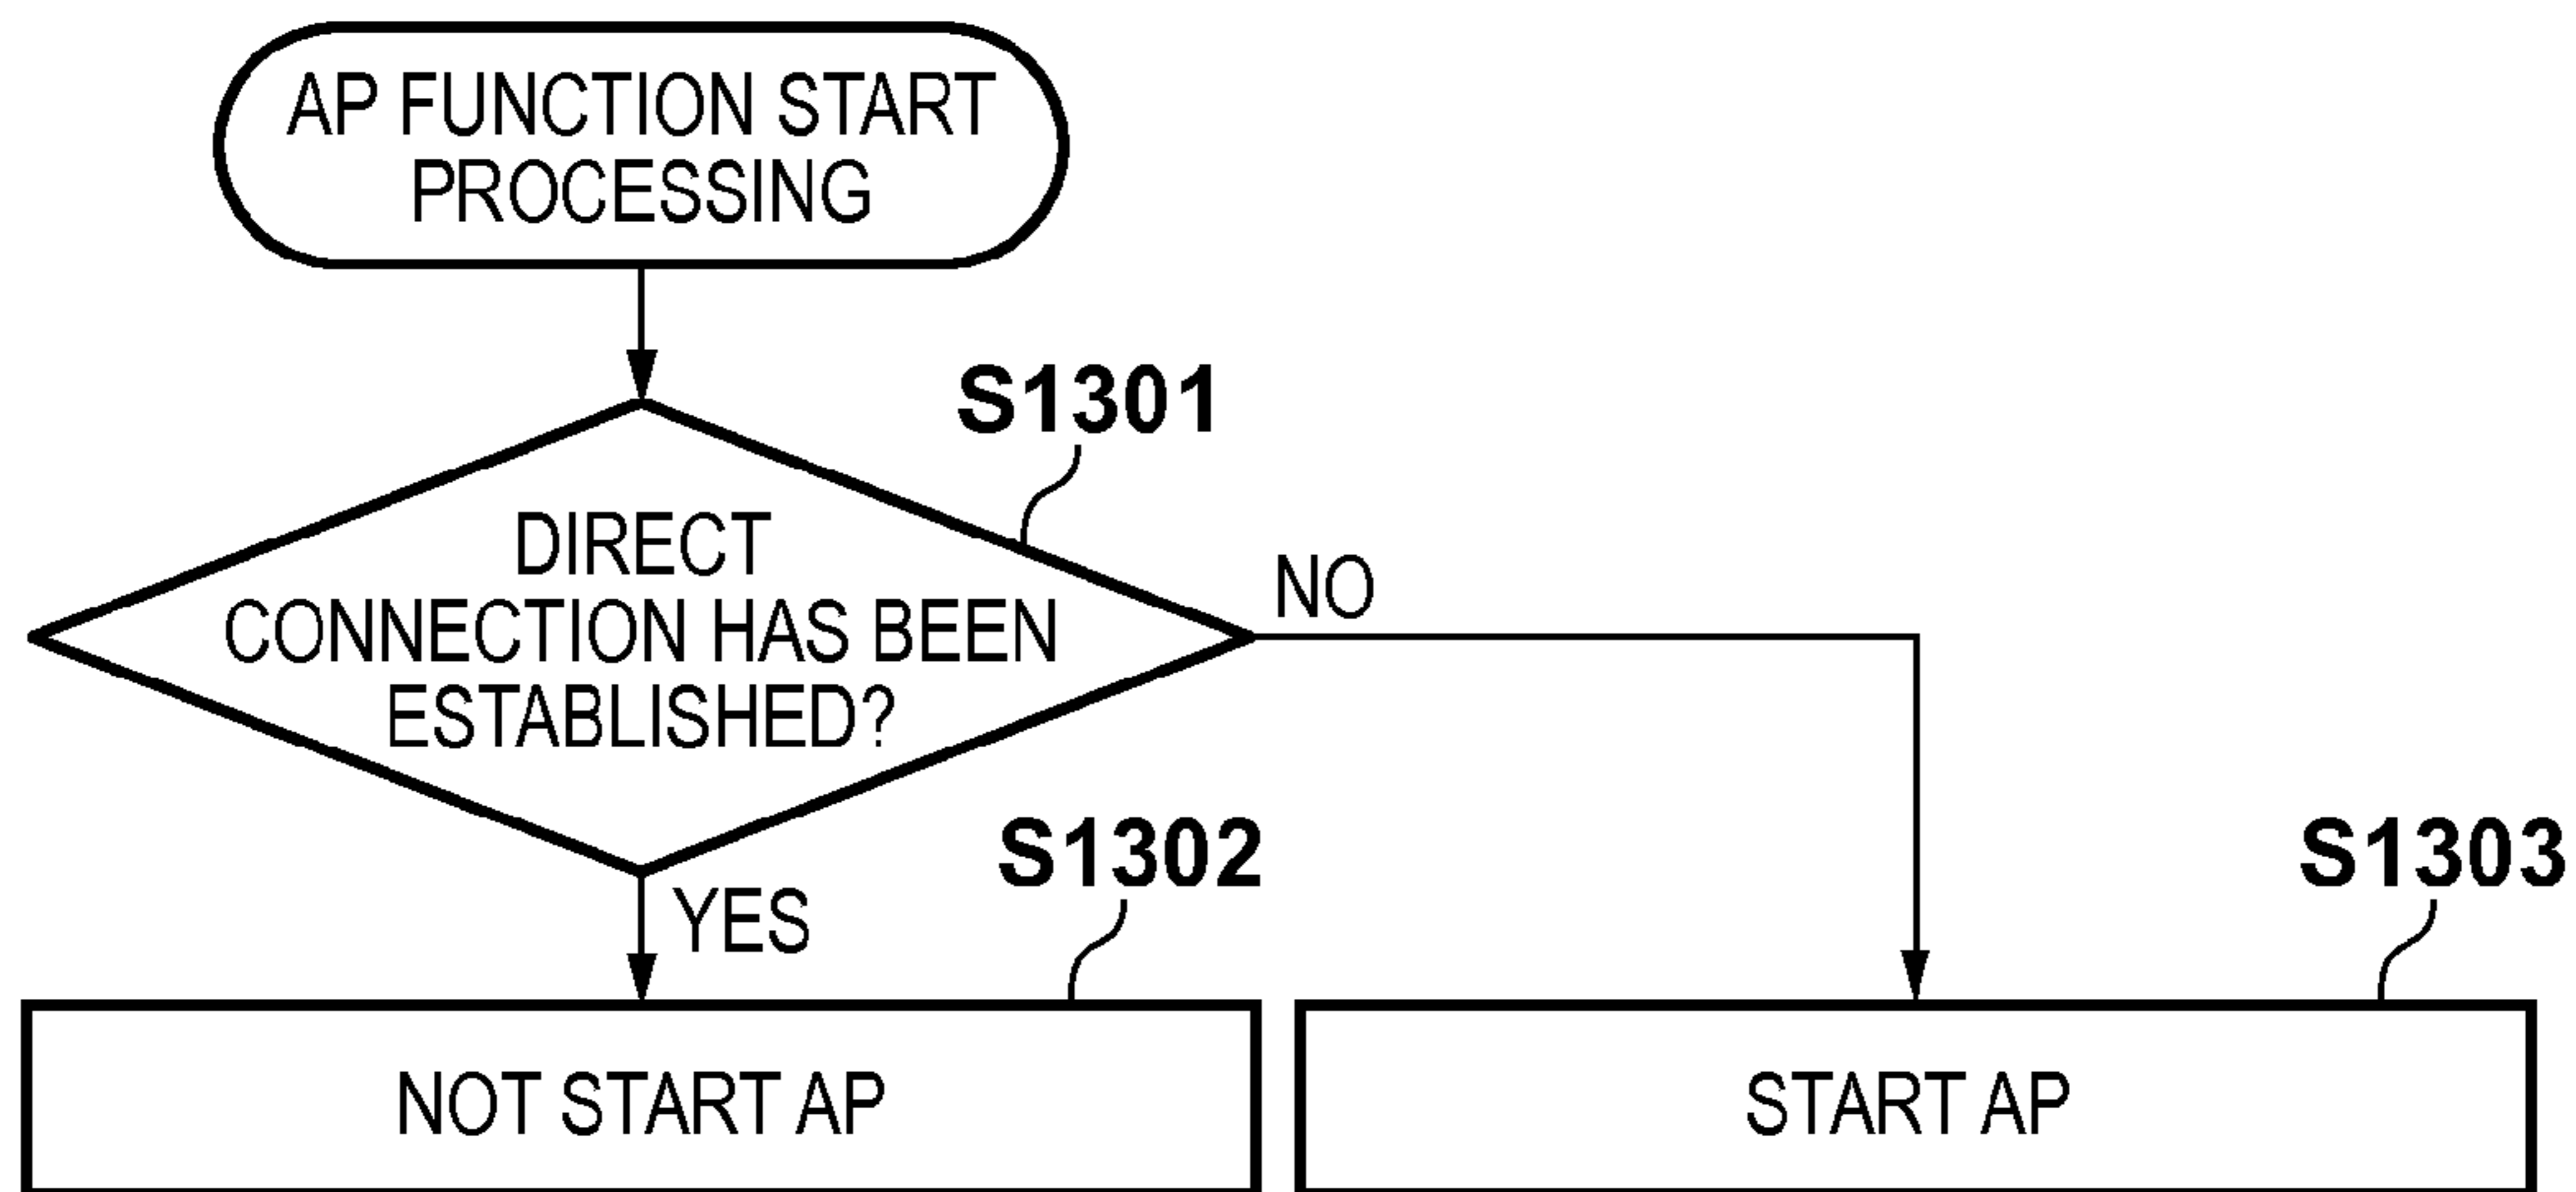 AP FUNCTION START
PROCESSING
S1301
DIRECT
CONNECTION HAS BEEN
ESTABLISHED?
NO
YES
S1302
S1303
NOT START AP
START AP